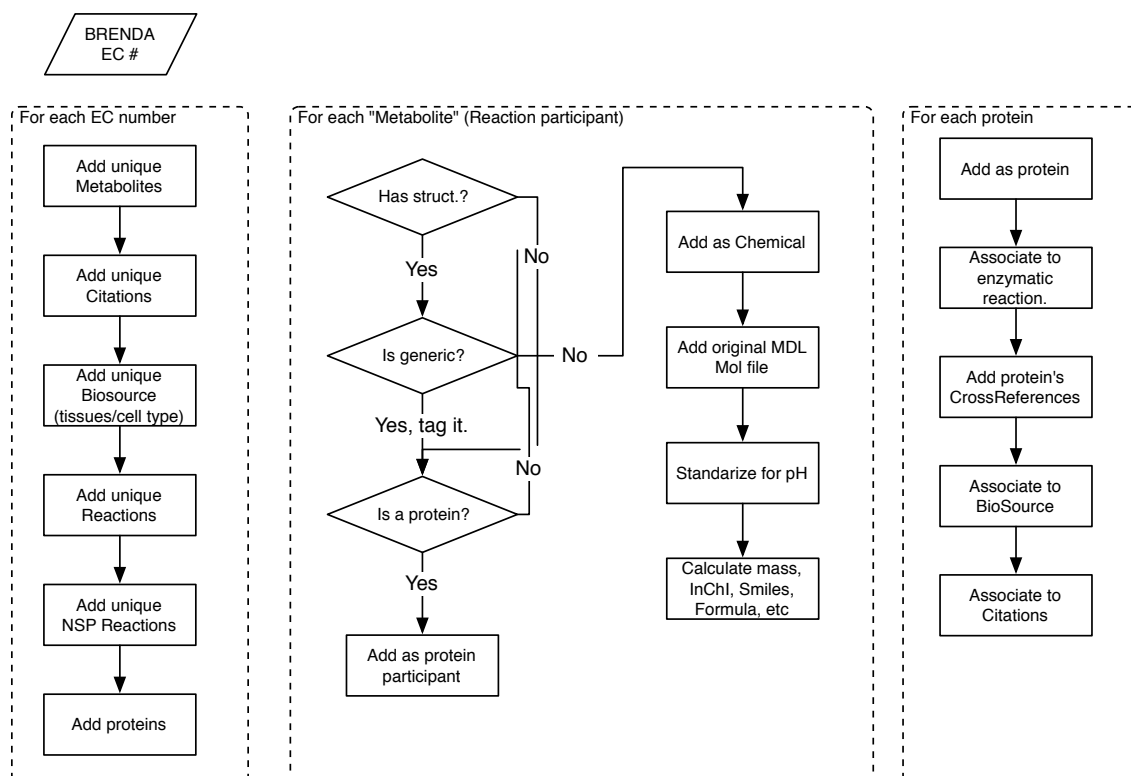 BRENDA
EC #
For each EC number
Add unique
Metabolites
Add unique
Citations
Add unique
Biosource
(tissues/cell type)
Add unique
Reactions
Add unique
NSP Reactions
Add proteins
For each "Metabolite" (Reaction participant)
Has struct.?
No
Yes
Is generic?
No
Yes, tag it.
No
Is a protein?
Yes
Add as protein
participant
Add as Chemical
Add original MDL
Mol file
Standarize for pH
Calculate mass,
InChI, Smiles,
Formula, etc
For each protein
Add as protein
Associate to
enzymatic
reaction.
Add protein's
CrossReferences
Associate to
BioSource
Associate to
Citations